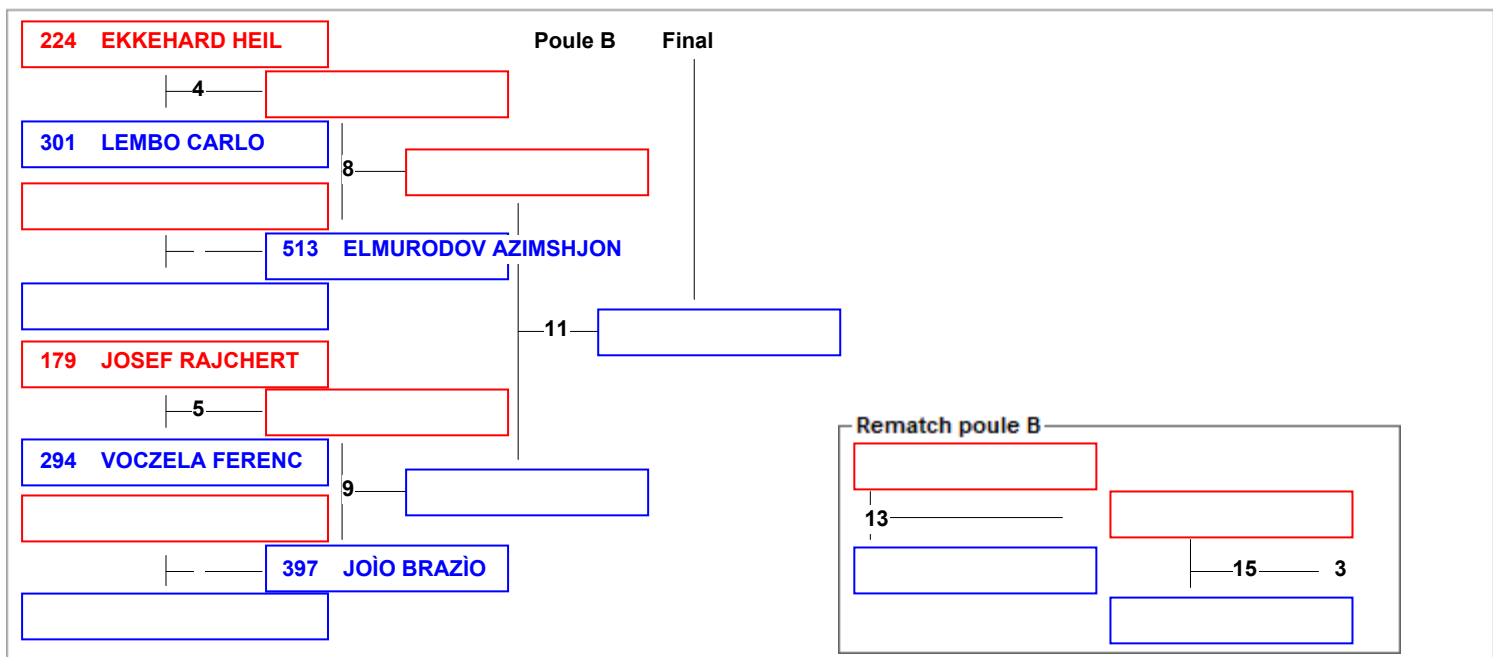 224 EKKEHARD HEIL
Poule B Final
4
301 LEMBO CARLO
8
513 ELMURODOV AZIMSHJON
11
179 JOSEF RAJCHERT
5
294 VOCZELA FERENC
9
397 JOÌO BRAZÌO
Rematch poule B
13
15 3